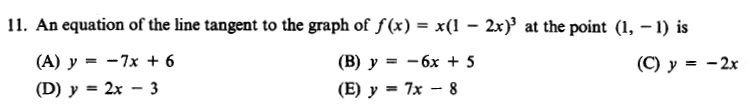 11. An equation of the line tangent to the graph of f(x) = x(1 − 2x)³ at the point (1, −1) is
(A) y = −7x + 6 (B) y = −6x + 5 (C) y = −2x
(D) y = 2x − 3 (E) y = 7x − 8